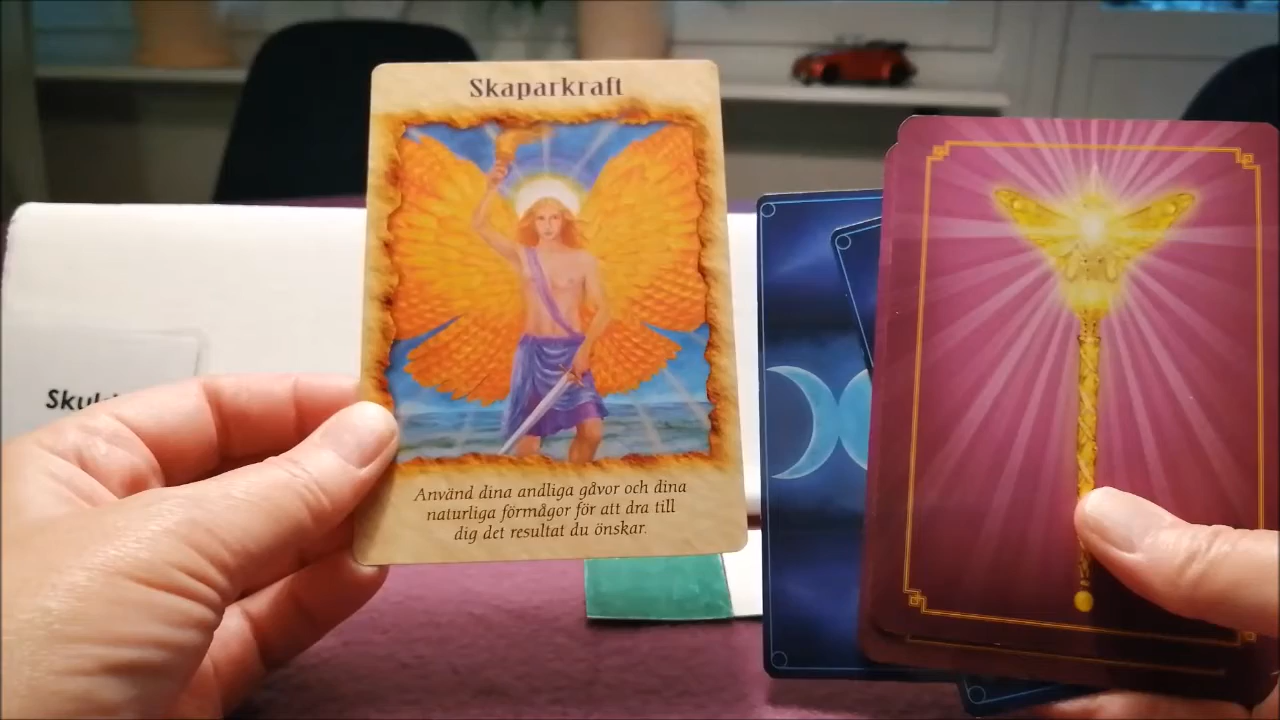 Skaparkraft
Använd dina andliga gåvor och dina
naturliga förmågor för att dra till
dig det resultat du önskar.